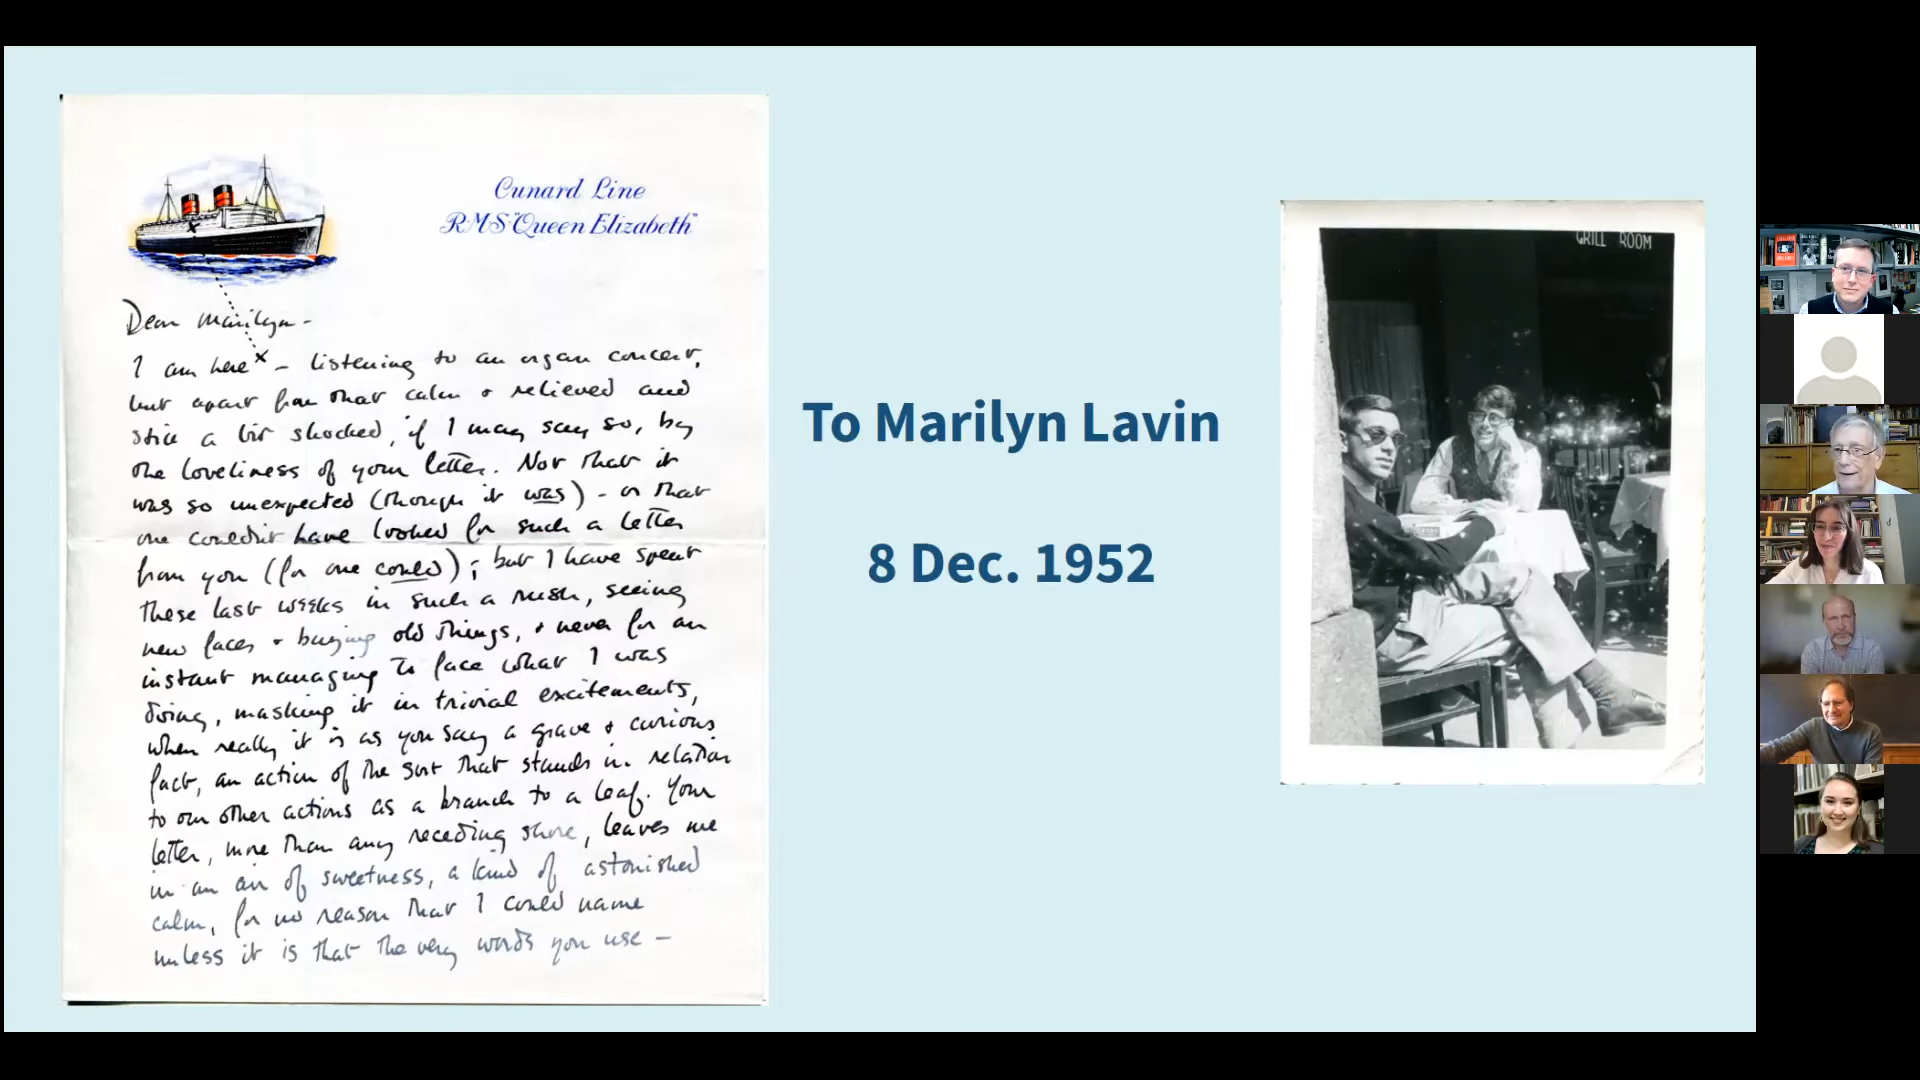 Cunard Line
RMS "Queen Elizabeth"
Dear Marilyn -
I am here x - listening to an organ concert,
but apart from that calm & relieved and
still a bit shocked, if I may say so, by
the loveliness of your letter. Not that it
was so unexpected (though it was) - or that
one couldn't have looked for such a letter
from you (for one could); but I have spent
these last weeks in such a rush, seeing
new faces & burying old things, & never for an
instant managing to face what I was
doing, masking it in trivial excitements,
when really it is as you say a grave & curious
fact, an action of the sort that stands in relation
to our other actions as a branch to a leaf. Your
letter, more than any receding shore, leaves me
in an air of sweetness, a kind of astonished
calm, for no reason that I could name
unless it is that the very words you use -
To Marilyn Lavin
8 Dec. 1952
GRILL ROOM